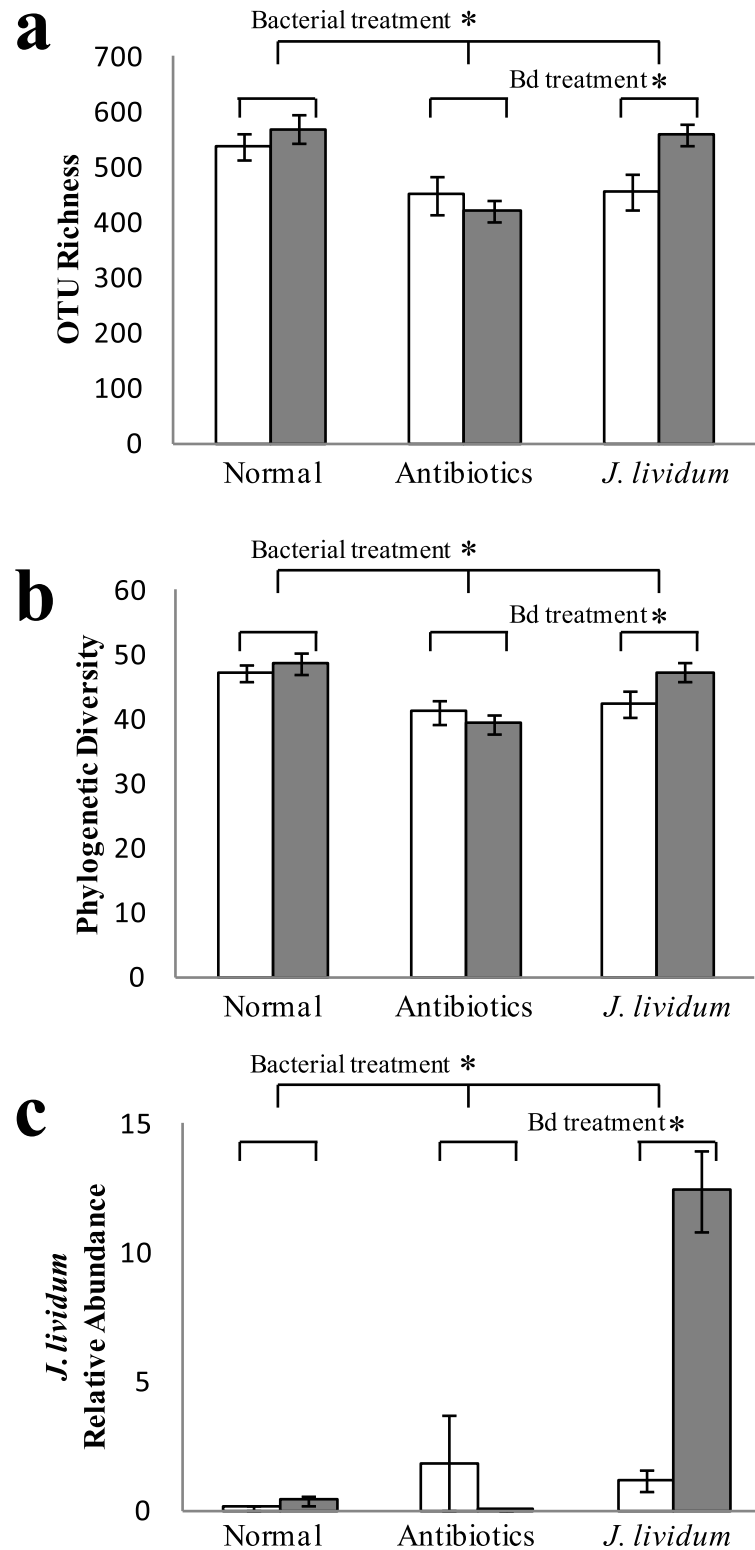 a
Bacterial treatment *
Bd treatment *
700
600
500
400
300
200
100
0
OTU Richness
Normal Antibiotics J. lividum
b
Bacterial treatment *
Bd treatment *
60
50
40
30
20
10
0
Phylogenetic Diversity
Normal Antibiotics J. lividum
c
Bacterial treatment *
Bd treatment *
15
10
5
0
J. lividum
Relative Abundance
Normal Antibiotics J. lividum